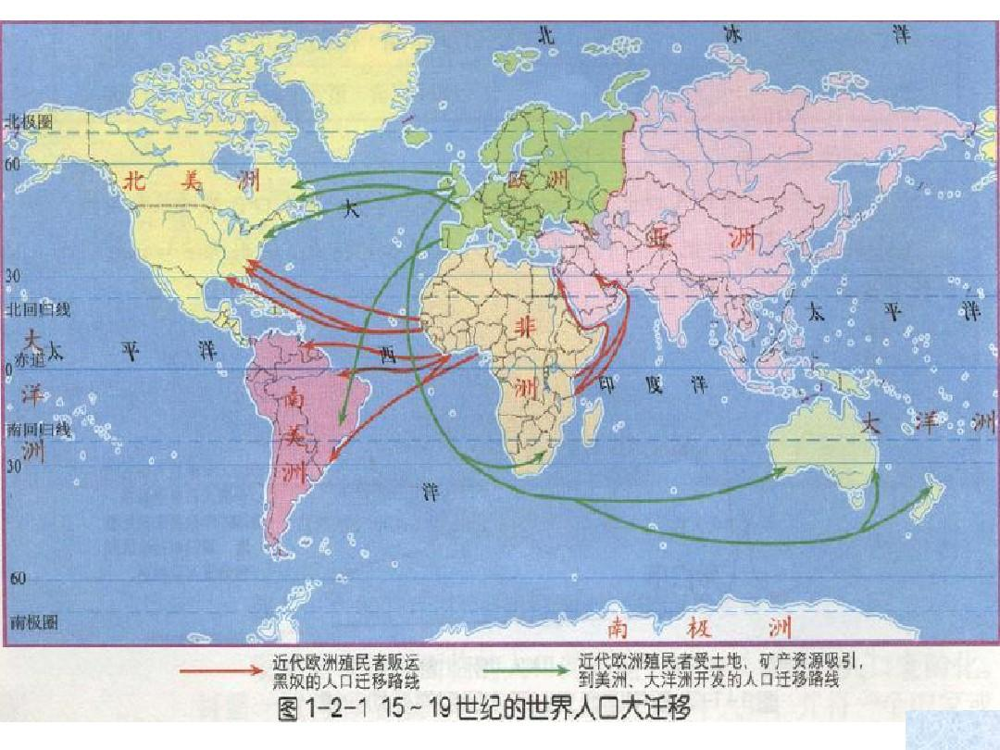 北 冰 洋
北极圈
60
北 美 洲
欧 洲
大
亚 洲
30
北回归线
太 平 洋
非
大
太 平 洋
西
赤道
0
洲
印 度 洋
洋
南
南回归线
美
大 洋 洲
洲
30
洲
洋
60
南极圈
南 极 洲
近代欧洲殖民者贩运
黑奴的人口迁移路线
近代欧洲殖民者受土地、矿产资源吸引,
到美洲、大洋洲开发的人口迁移路线
图1-2-1 15～19世纪的世界人口大迁移